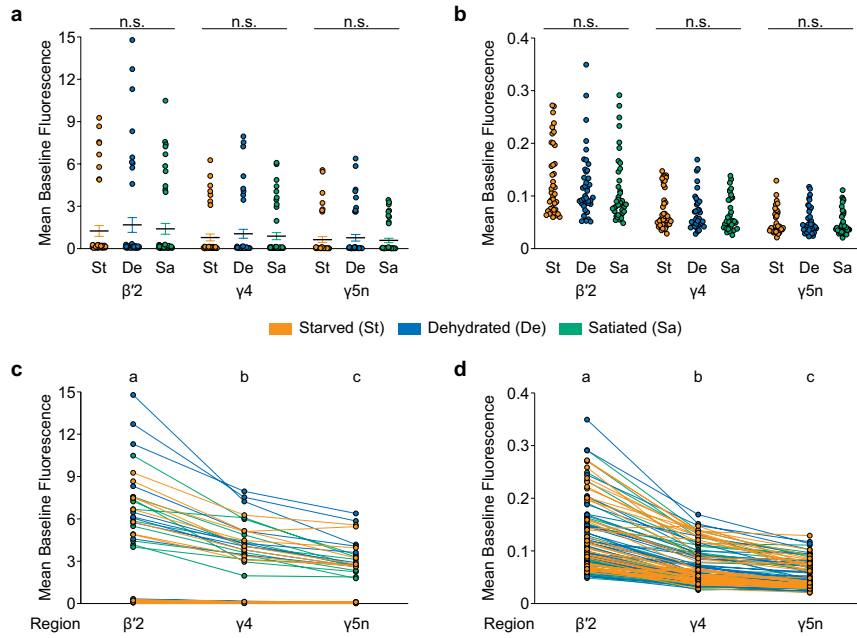 a
n.s. n.s. n.s.
Mean Baseline Fluorescence
15
12
9
6
3
0
St De Sa St De Sa St De Sa
β′2 γ4 γ5n
b
n.s. n.s. n.s.
Mean Baseline Fluorescence
0.4
0.3
0.2
0.1
0
St De Sa St De Sa St De Sa
β′2 γ4 γ5n
Starved (St) Dehydrated (De) Satiated (Sa)
c
a b c
Mean Baseline Fluorescence
15
12
9
6
3
0
Region β′2 γ4 γ5n
d
a b c
Mean Baseline Fluorescence
0.4
0.3
0.2
0.1
0
Region β′2 γ4 γ5n